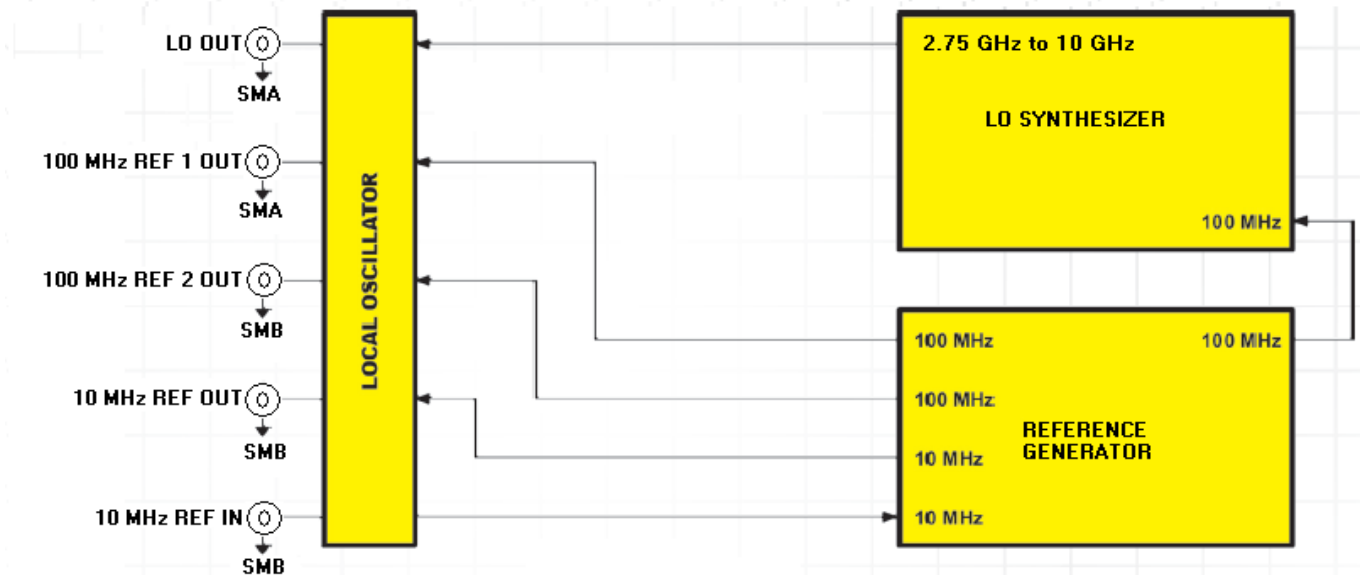 LO OUT
SMA
100 MHz REF 1 OUT
SMA
100 MHz REF 2 OUT
SMB
10 MHz REF OUT
SMB
10 MHz REF IN
SMB
LOCAL OSCILLATOR
2.75 GHz to 10 GHz
LO SYNTHESIZER
100 MHz
100 MHz
100 MHz
100 MHz
REFERENCE
GENERATOR
10 MHz
10 MHz